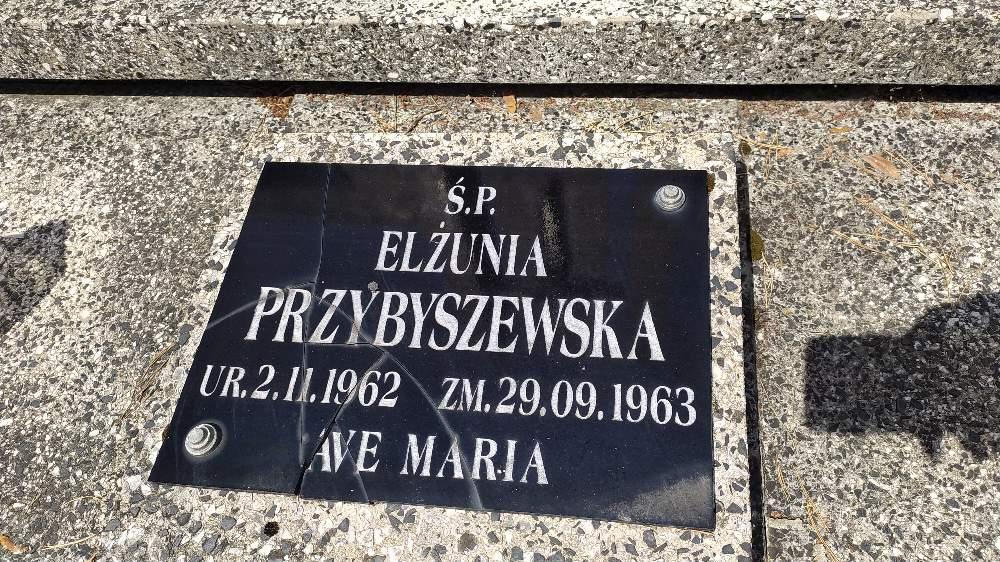 Ś.P.
ELŻUNIA
PRZYBYSZEWSKA
UR. 2.11.1962 ZM. 29.09.1963
AVE MARIA